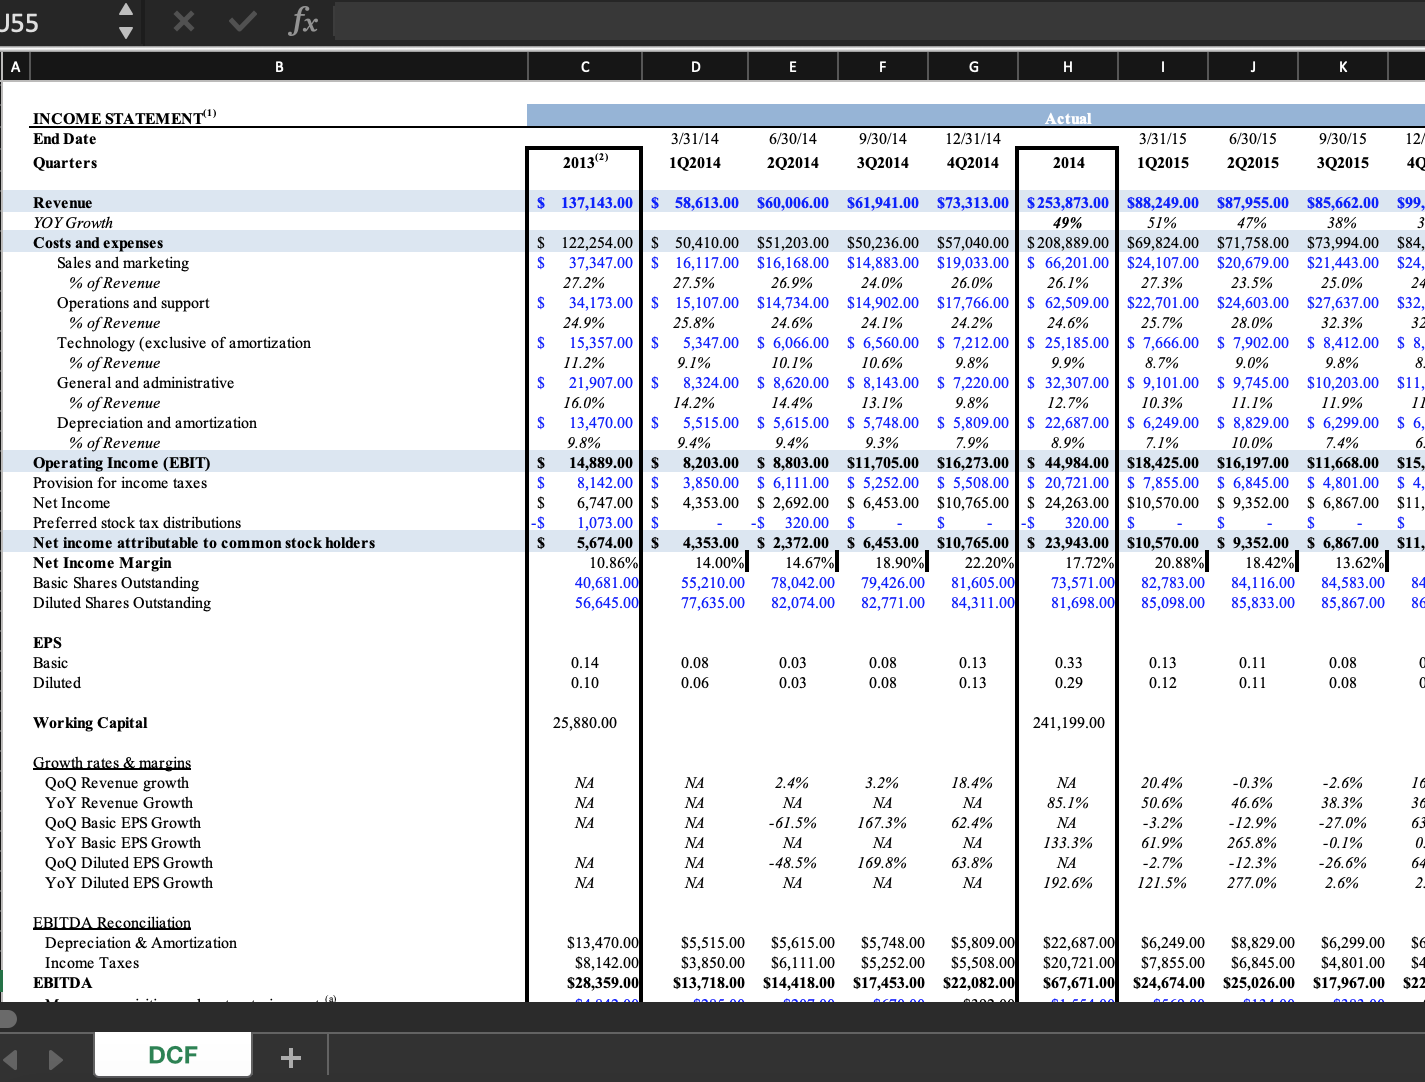 J55 fx
A B C D E F G H I J K
INCOME STATEMENT(1) Actual
End Date 3/31/14 6/30/14 9/30/14 12/31/14 3/31/15 6/30/15 9/30/15 12/
Quarters 2013(2) 1Q2014 2Q2014 3Q2014 4Q2014 2014 1Q2015 2Q2015 3Q2015 4Q
Revenue $ 137,143.00 $ 58,613.00 $60,006.00 $61,941.00 $73,313.00 $253,873.00 $88,249.00 $87,955.00 $85,662.00 $99,
YOY Growth 49% 51% 47% 38% 3
Costs and expenses $ 122,254.00 $ 50,410.00 $51,203.00 $50,236.00 $57,040.00 $208,889.00 $69,824.00 $71,758.00 $73,994.00 $84,
Sales and marketing $ 37,347.00 $ 16,117.00 $16,168.00 $14,883.00 $19,033.00 $ 66,201.00 $24,107.00 $20,679.00 $21,443.00 $24,
% of Revenue 27.2% 27.5% 26.9% 24.0% 26.0% 26.1% 27.3% 23.5% 25.0% 24
Operations and support $ 34,173.00 $ 15,107.00 $14,734.00 $14,902.00 $17,766.00 $ 62,509.00 $22,701.00 $24,603.00 $27,637.00 $32,
% of Revenue 24.9% 25.8% 24.6% 24.1% 24.2% 24.6% 25.7% 28.0% 32.3% 32
Technology (exclusive of amortization $ 15,357.00 $ 5,347.00 $ 6,066.00 $ 6,560.00 $ 7,212.00 $ 25,185.00 $ 7,666.00 $ 7,902.00 $ 8,412.00 $ 8,
% of Revenue 11.2% 9.1% 10.1% 10.6% 9.8% 9.9% 8.7% 9.0% 9.8% 8.
General and administrative $ 21,907.00 $ 8,324.00 $ 8,620.00 $ 8,143.00 $ 7,220.00 $ 32,307.00 $ 9,101.00 $ 9,745.00 $10,203.00 $11,
% of Revenue 16.0% 14.2% 14.4% 13.1% 9.8% 12.7% 10.3% 11.1% 11.9% 11
Depreciation and amortization $ 13,470.00 $ 5,515.00 $ 5,615.00 $ 5,748.00 $ 5,809.00 $ 22,687.00 $ 6,249.00 $ 8,829.00 $ 6,299.00 $ 6,
% of Revenue 9.8% 9.4% 9.4% 9.3% 7.9% 8.9% 7.1% 10.0% 7.4% 6.
Operating Income (EBIT) $ 14,889.00 $ 8,203.00 $ 8,803.00 $11,705.00 $16,273.00 $ 44,984.00 $18,425.00 $16,197.00 $11,668.00 $15,
Provision for income taxes $ 8,142.00 $ 3,850.00 $ 6,111.00 $ 5,252.00 $ 5,508.00 $ 20,721.00 $ 7,855.00 $ 6,845.00 $ 4,801.00 $ 4,
Net Income $ 6,747.00 $ 4,353.00 $ 2,692.00 $ 6,453.00 $10,765.00 $ 24,263.00 $10,570.00 $ 9,352.00 $ 6,867.00 $11,
Preferred stock tax distributions -$ 1,073.00 $ - -$ 320.00 $ - $ - -$ 320.00 $ - $ - $ - $
Net income attributable to common stock holders $ 5,674.00 $ 4,353.00 $ 2,372.00 $ 6,453.00 $10,765.00 $ 23,943.00 $10,570.00 $ 9,352.00 $ 6,867.00 $11,
Net Income Margin 10.86% 14.00% 14.67% 18.90% 22.20% 17.72% 20.88% 18.42% 13.62%
Basic Shares Outstanding 40,681.00 55,210.00 78,042.00 79,426.00 81,605.00 73,571.00 82,783.00 84,116.00 84,583.00 84
Diluted Shares Outstanding 56,645.00 77,635.00 82,074.00 82,771.00 84,311.00 81,698.00 85,098.00 85,833.00 85,867.00 86
EPS
Basic 0.14 0.08 0.03 0.08 0.13 0.33 0.13 0.11 0.08 0
Diluted 0.10 0.06 0.03 0.08 0.13 0.29 0.12 0.11 0.08 0
Working Capital 25,880.00 241,199.00
Growth rates & margins
QoQ Revenue growth NA NA 2.4% 3.2% 18.4% NA 20.4% -0.3% -2.6% 16
YoY Revenue Growth NA NA NA NA NA 85.1% 50.6% 46.6% 38.3% 36
QoQ Basic EPS Growth NA NA -61.5% 167.3% 62.4% NA -3.2% -12.9% -27.0% 63
YoY Basic EPS Growth NA NA NA NA 133.3% 61.9% 265.8% -0.1% 0.
QoQ Diluted EPS Growth NA NA -48.5% 169.8% 63.8% NA -2.7% -12.3% -26.6% 64
YoY Diluted EPS Growth NA NA NA NA NA 192.6% 121.5% 277.0% 2.6% 2.
EBITDA Reconciliation
Depreciation & Amortization $13,470.00 $5,515.00 $5,615.00 $5,748.00 $5,809.00 $22,687.00 $6,249.00 $8,829.00 $6,299.00 $6
Income Taxes $8,142.00 $3,850.00 $6,111.00 $5,252.00 $5,508.00 $20,721.00 $7,855.00 $6,845.00 $4,801.00 $4
EBITDA $28,359.00 $13,718.00 $14,418.00 $17,453.00 $22,082.00 $67,671.00 $24,674.00 $25,026.00 $17,967.00 $22
DCF